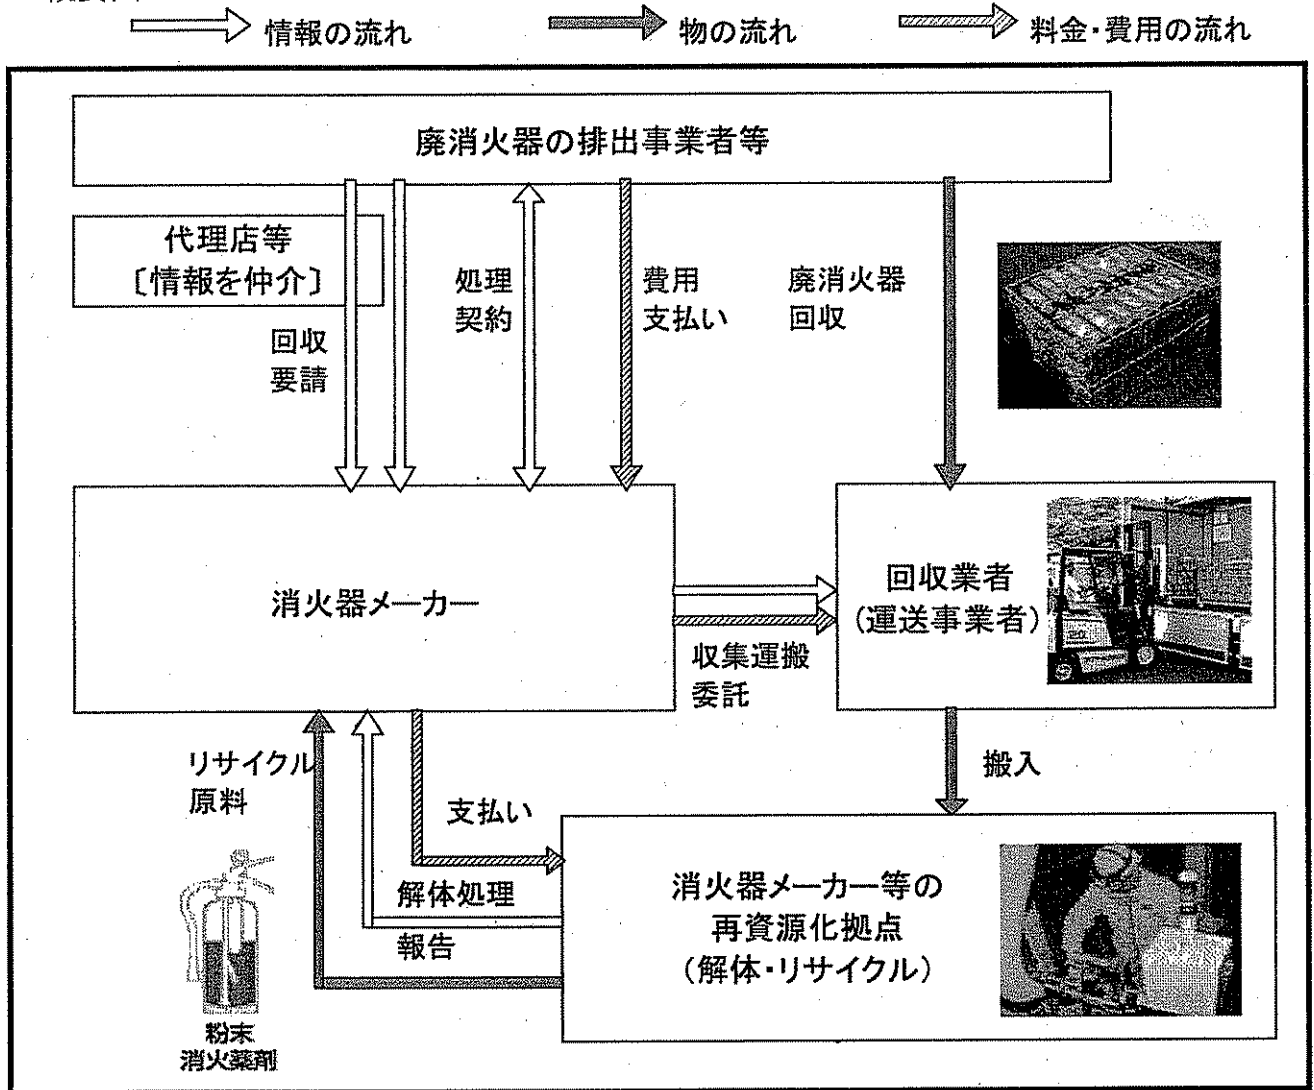 情報の流れ
物の流れ
料金・費用の流れ
廃消火器の排出事業者等
代理店等
〔情報を仲介〕
回収
要請
処理
契約
費用
支払い
廃消火器
回収
消火器メーカー
回収業者
(運送事業者)
収集運搬
委託
リサイクル
原料
支払い
搬入
解体処理
報告
消火器メーカー等の
再資源化拠点
(解体・リサイクル)
粉末
消火薬剤